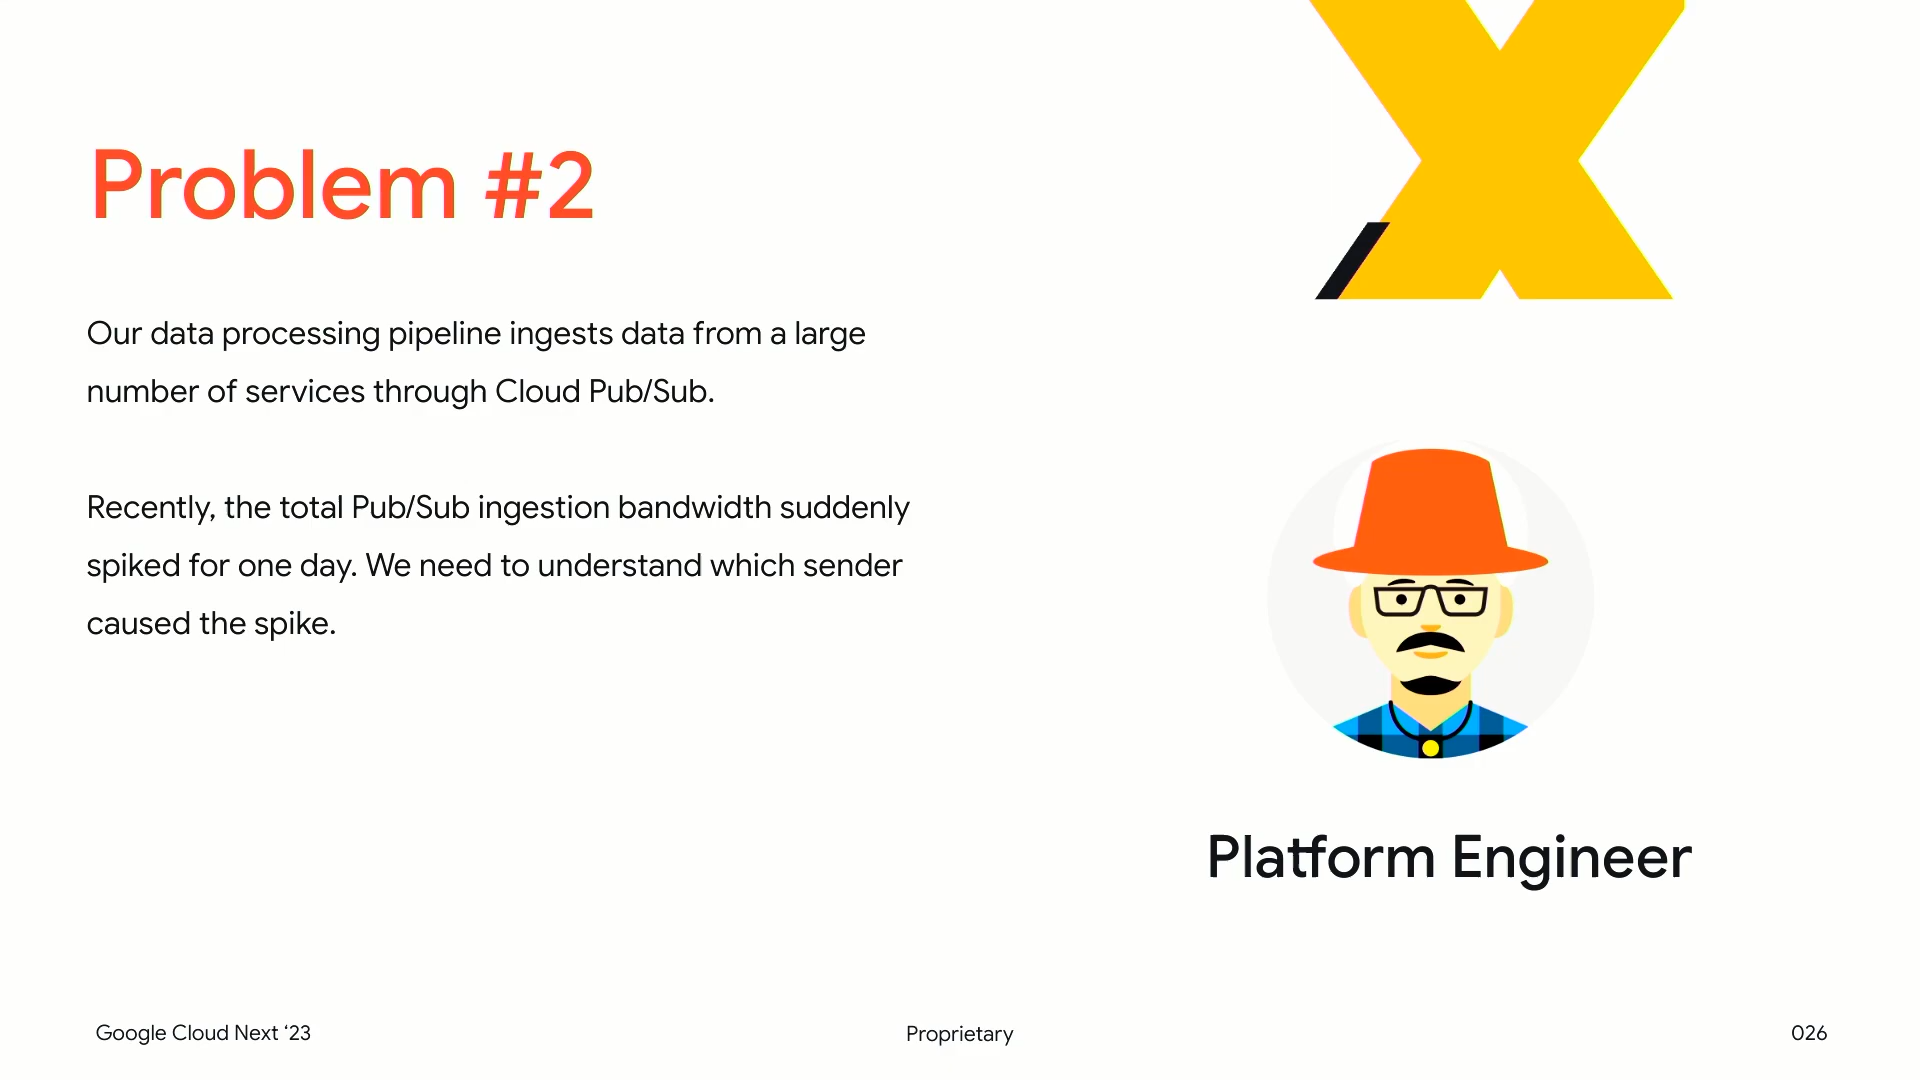 Problem #2
Our data processing pipeline ingests data from a large
number of services through Cloud Pub/Sub.
Recently, the total Pub/Sub ingestion bandwidth suddenly
spiked for one day. We need to understand which sender
caused the spike.
Platform Engineer
Google Cloud Next ‘23
Proprietary
026